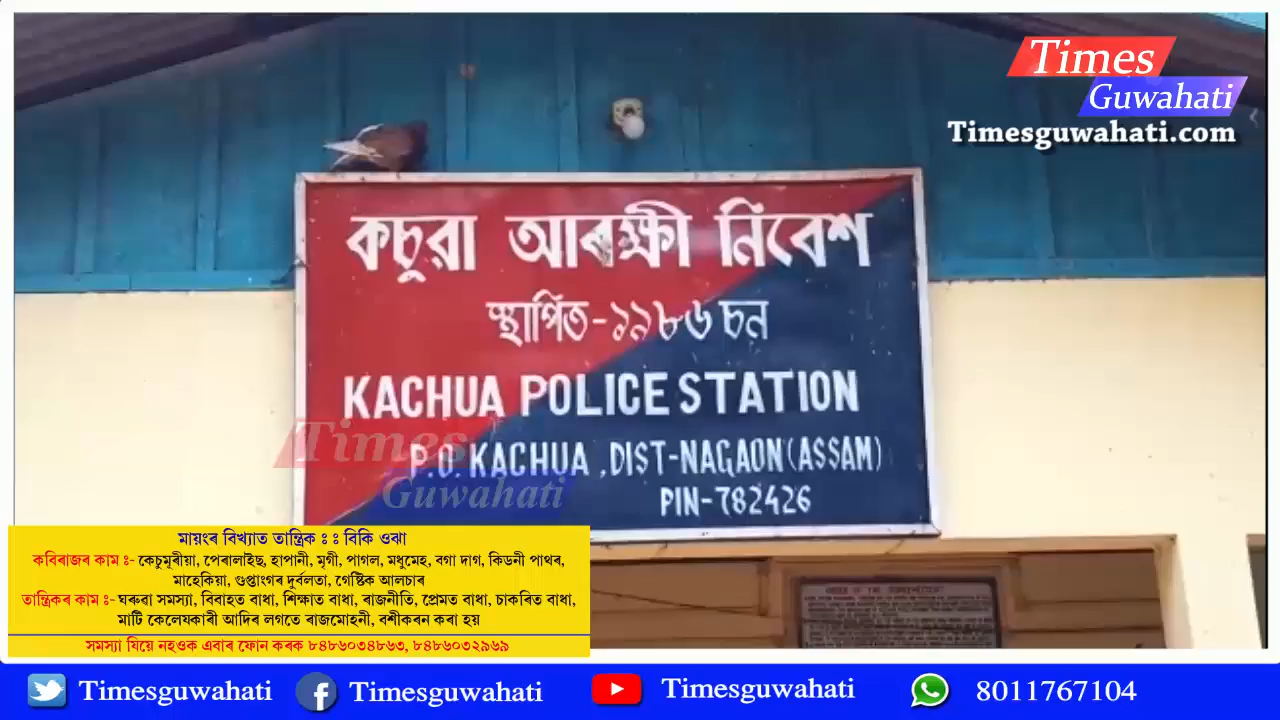 Times
Guwahati
Timesguwahati.com
কচুৱা আৰক্ষী নিবেশ
স্থাপিত-১৯৮৬ চন
KACHUA POLICE STATION
P.O. KACHUA, DIST-NAGAON (ASSAM)
PIN-782426
Times
Guwahati
মায়ংৰ বিখ্যাত তান্ত্ৰিক ঃ ঃ বিকি ওঝা
কবিৰাজৰ কাম ঃ- কেচুমূৰীয়া, পেৰালাইছ, হাপানী, মৃগী, পাগল, মধুমেহ, বগা দাগ, কিডনী পাথৰ,
মাহেকিয়া, গুপ্তাংগৰ দুৰ্বলতা, গেষ্টিক আলচাৰ
তান্ত্ৰিকৰ কাম ঃ- ঘৰুৱা সমস্যা, বিবাহত বাধা, শিক্ষাত বাধা, ৰাজনীতি, প্ৰেমত বাধা, চাকৰিত বাধা,
মাটি কেলেযকাৰী আদিৰ লগতে ৰাজমোহনী, বশীকৰন কৰা হয়
সমস্যা যিয়ে নহওক এবাৰ ফোন কৰক ৮৪৮৬০৩৪৮৬৩, ৮৪৮৬০৩২৯৬৯
Timesguwahati Timesguwahati Timesguwahati 8011767104